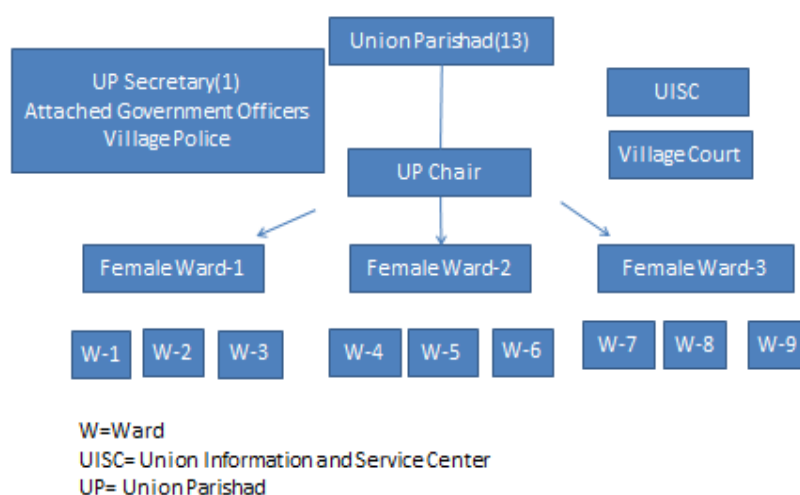 Union Parishad(13)
UP Secretary(1)
Attached Government Officers
Village Police
UISC
Village Court
UP Chair
Female Ward-1
Female Ward-2
Female Ward-3
W-1
W-2
W-3
W-4
W-5
W-6
W-7
W-8
W-9
W=Ward
UISC= Union Information and Service Center
UP= Union Parishad